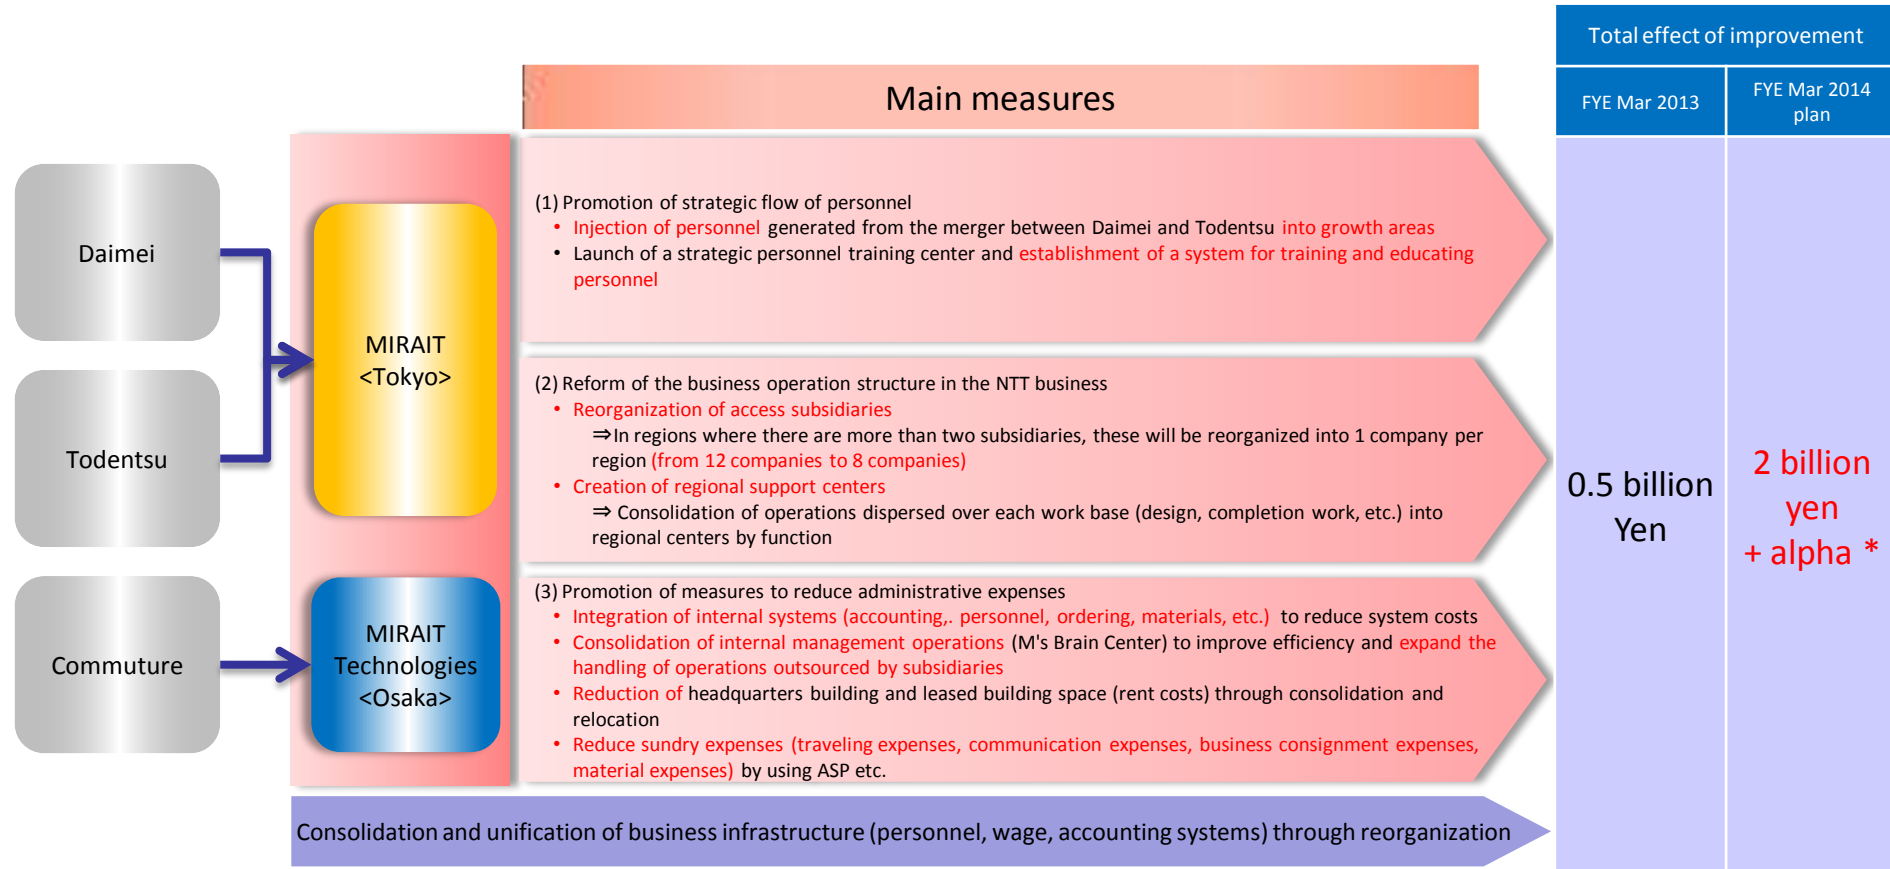 Total effect of improvement
Main measures
FYE Mar 2013
FYE Mar 2014
plan
Daimei
Todentsu
Commuture
MIRAIT
<Tokyo>
MIRAIT
Technologies
<Osaka>
(1) Promotion of strategic flow of personnel
• Injection of personnel generated from the merger between Daimei and Todentsu into growth areas
• Launch of a strategic personnel training center and establishment of a system for training and educating
personnel
(2) Reform of the business operation structure in the NTT business
• Reorganization of access subsidiaries
⇒In regions where there are more than two subsidiaries, these will be reorganized into 1 company per
region (from 12 companies to 8 companies)
• Creation of regional support centers
⇒ Consolidation of operations dispersed over each work base (design, completion work, etc.) into
regional centers by function
(3) Promotion of measures to reduce administrative expenses
• Integration of internal systems (accounting,. personnel, ordering, materials, etc.) to reduce system costs
• Consolidation of internal management operations (M's Brain Center) to improve efficiency and expand the
handling of operations outsourced by subsidiaries
• Reduction of headquarters building and leased building space (rent costs) through consolidation and
relocation
• Reduce sundry expenses (traveling expenses, communication expenses, business consignment expenses,
material expenses) by using ASP etc.
0.5 billion
Yen
2 billion
yen
+ alpha *
Consolidation and unification of business infrastructure (personnel, wage, accounting systems) through reorganization